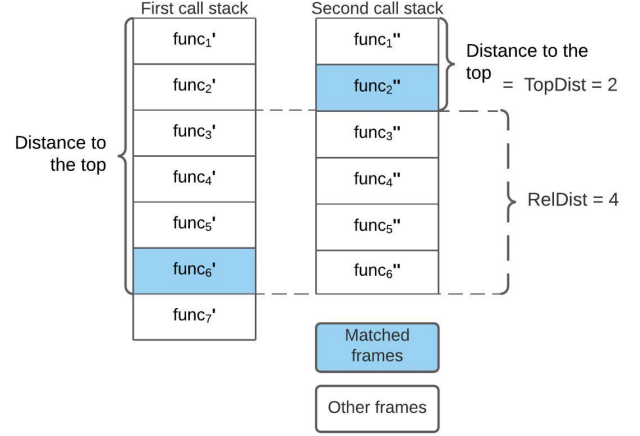 First call stack
Second call stack
func₁'
func₂'
func₃'
func₄'
func₅'
func₆'
func₇'
Distance to
the top
func₁''
func₂''
func₃''
func₄''
func₅''
func₆''
Distance to the
top
= TopDist = 2
RelDist = 4
Matched
frames
Other frames